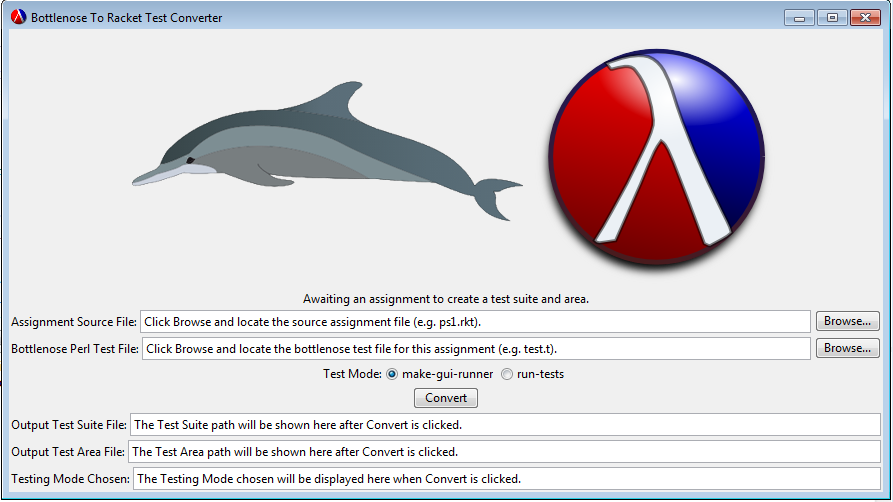 Bottlenose To Racket Test Converter
Awaiting an assignment to create a test suite and area.
Assignment Source File: Click Browse and locate the source assignment file (e.g. ps1.rkt). Browse...
Bottlenose Perl Test File: Click Browse and locate the bottlenose test file for this assignment (e.g. test.t). Browse...
Test Mode: make-gui-runner run-tests
Convert
Output Test Suite File: The Test Suite path will be shown here after Convert is clicked.
Output Test Area File: The Test Area path will be shown here after Convert is clicked.
Testing Mode Chosen: The Testing Mode chosen will be displayed here when Convert is clicked.